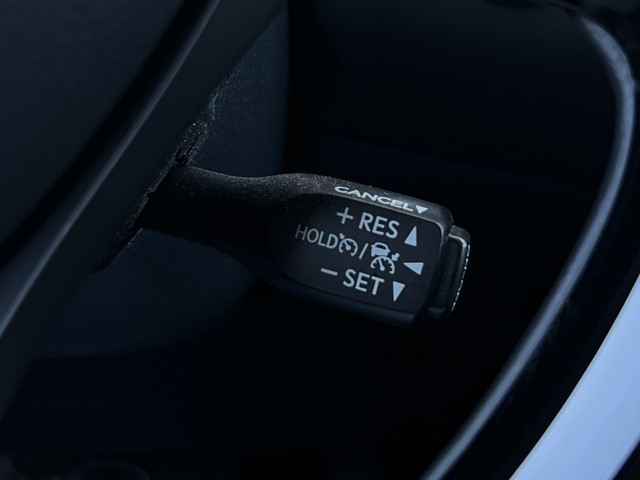 CANCEL▼
+ RES ▲
HOLD / ◀
− SET ▼